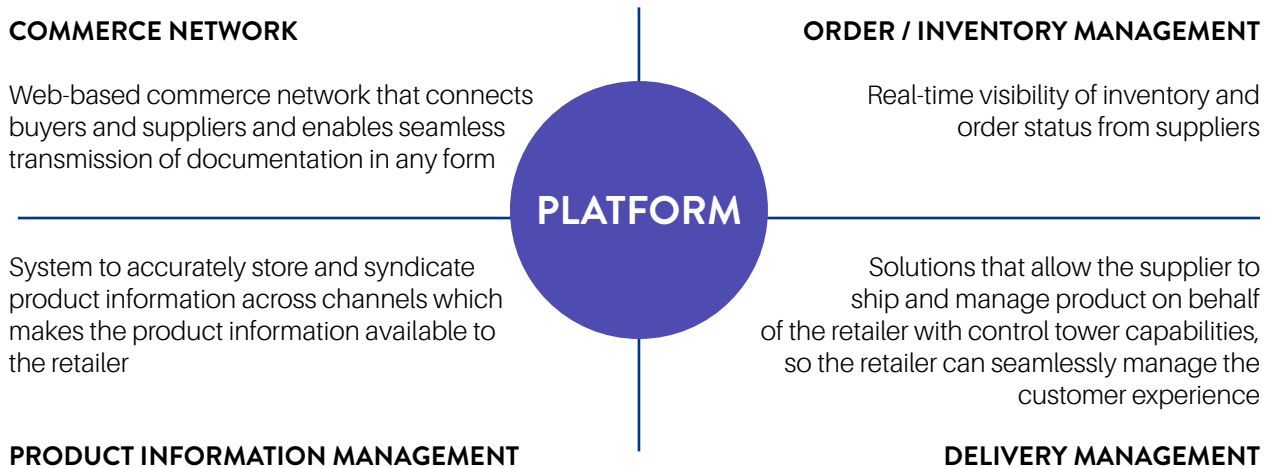 COMMERCE NETWORK
Web-based commerce network that connects
buyers and suppliers and enables seamless
transmission of documentation in any form
ORDER / INVENTORY MANAGEMENT
Real-time visibility of inventory and
order status from suppliers
PLATFORM
System to accurately store and syndicate
product information across channels which
makes the product information available to
the retailer
PRODUCT INFORMATION MANAGEMENT
Solutions that allow the supplier to
ship and manage product on behalf
of the retailer with control tower capabilities,
so the retailer can seamlessly manage the
customer experience
DELIVERY MANAGEMENT